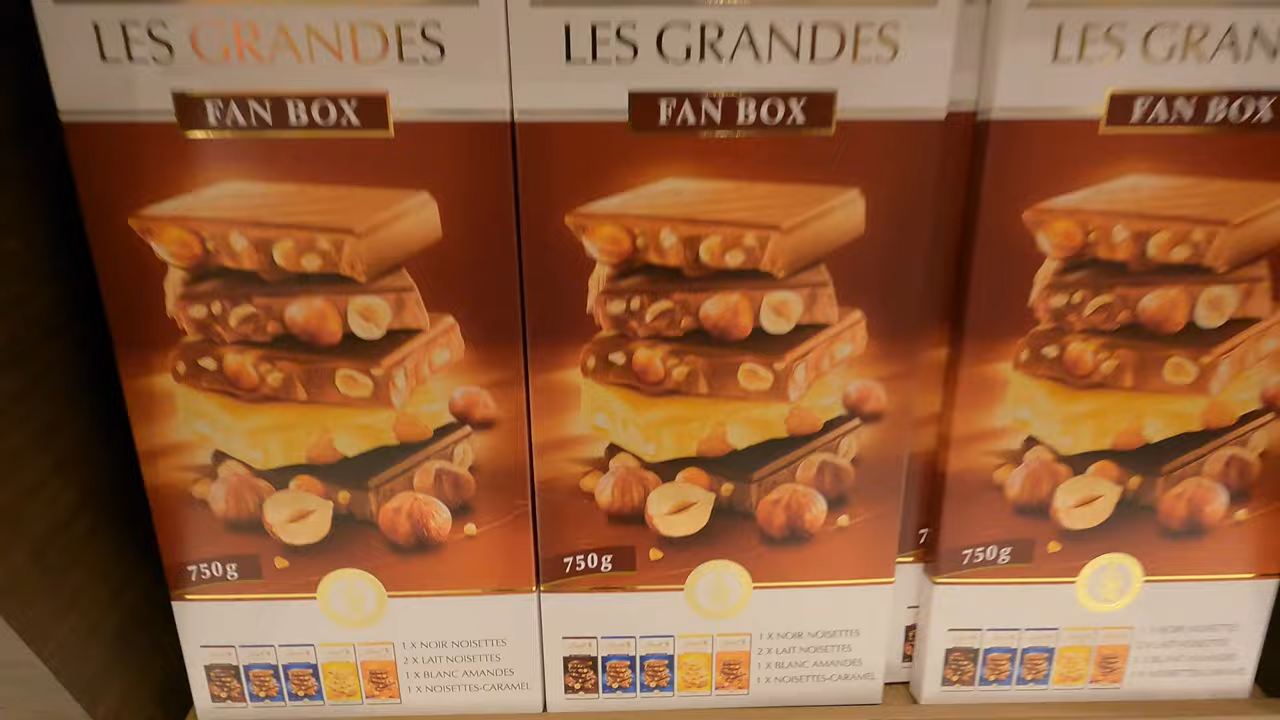 LES GRANDES
FAN BOX
750g
1 X NOIR NOISETTES
2 X LAIT NOISETTES
1 X BLANC AMANDES
1 X NOISETTES-CARAMEL
LES GRANDES
FAN BOX
750g
1 X NOIR NOISETTES
2 X LAIT NOISETTES
1 X BLANC AMANDES
1 X NOISETTES-CARAMEL
7
LES GRAN
FAN BOX
750g